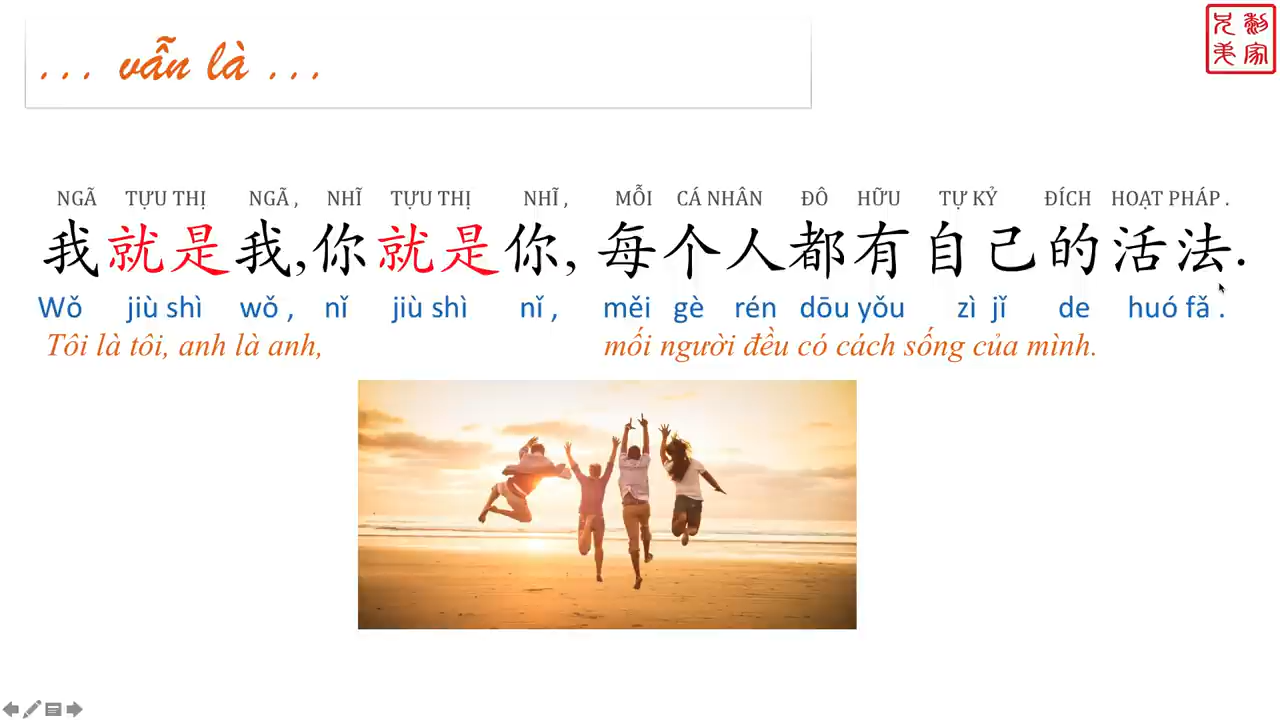 ... vẫn là ...
NGÃ TỰU THỊ NGÃ , NHĨ TỰU THỊ NHĨ , MỖI CÁ NHÂN ĐÔ HỮU TỰ KỶ ĐÍCH HOẠT PHÁP .
我就是我,你就是你, 每个人都有自己的活法.
Wǒ jiù shì wǒ , nǐ jiù shì nǐ , měi gè rén dōu yǒu zì jǐ de huó fǎ .
Tôi là tôi, anh là anh, mối người đều có cách sống của mình.